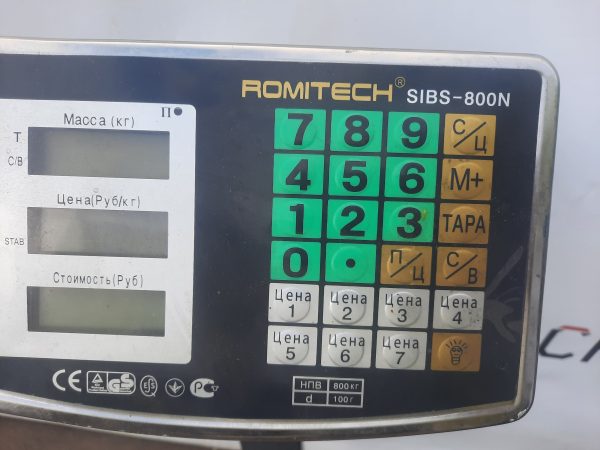 ROMITECH® SIBS-800N
П
Масса (кг)
T
С/В
Цена(Руб/кг)
STAB
Стоимость(Руб)
7 8 9 С/Ц
4 5 6 М+
1 2 3 ТАРА
0 . П/Ц С/В
Цена 1 Цена 2 Цена 3 Цена 4
Цена 5 Цена 6 Цена 7
CE GS
НПВ 800 кг
d 100 г